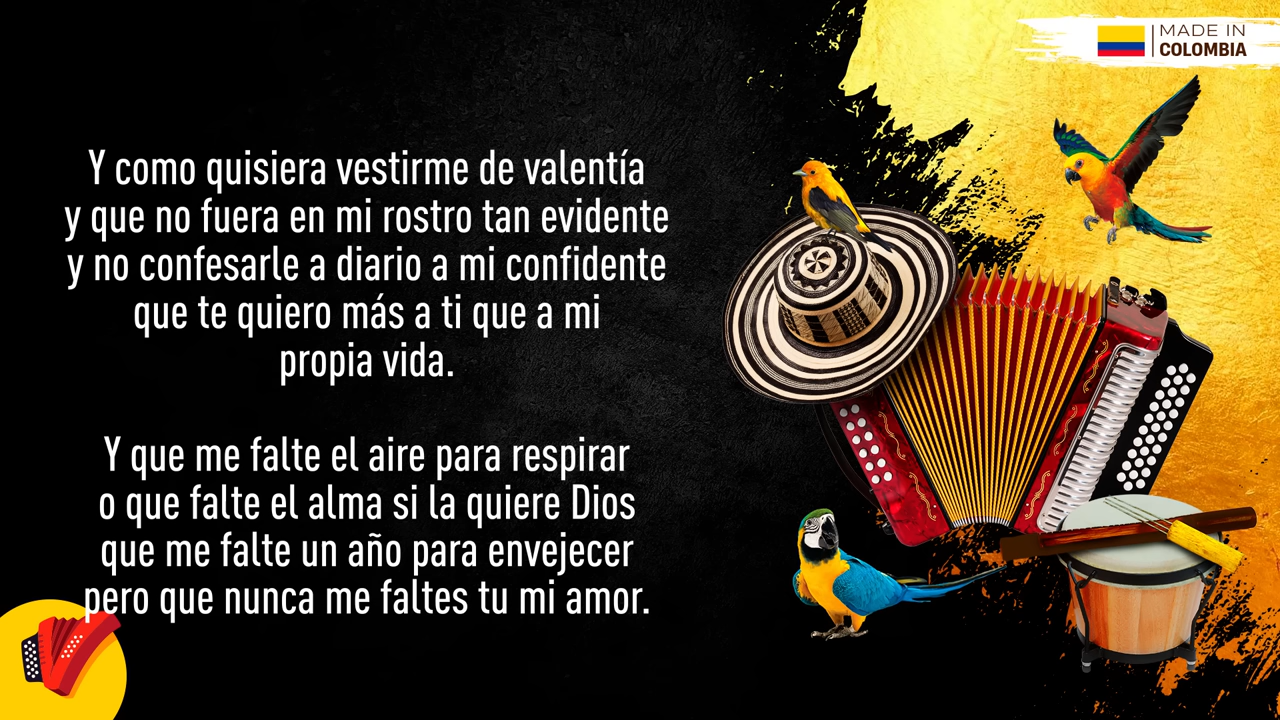 MADE IN
COLOMBIA
Y como quisiera vestirme de valentía
y que no fuera en mi rostro tan evidente
y no confesarle a diario a mi confidente
que te quiero más a ti que a mi
propia vida.
Y que me falte el aire para respirar
o que falte el alma si la quiere Dios
que me falte un año para envejecer
pero que nunca me faltes tu mi amor.